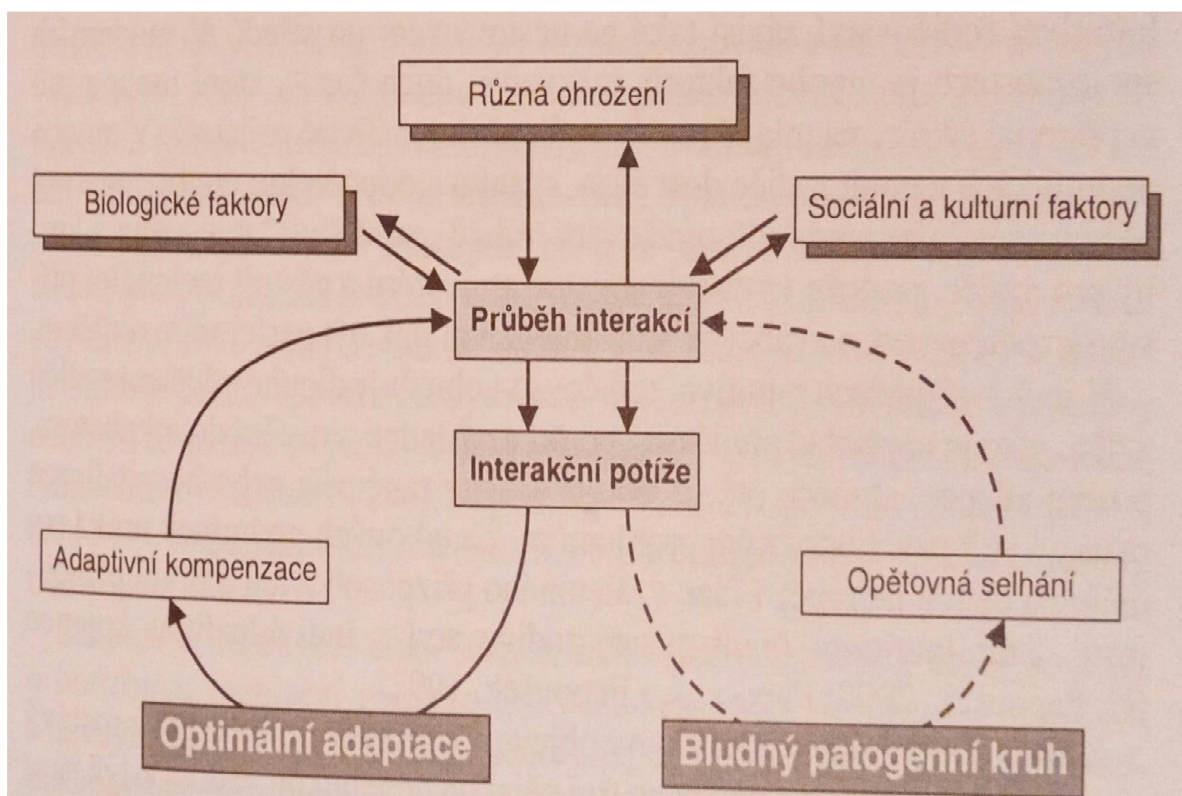 Různá ohrožení
Biologické faktory
Sociální a kulturní faktory
Průběh interakcí
Interakční potíže
Adaptivní kompenzace
Opětovná selhání
Optimální adaptace
Bludný patogenní kruh